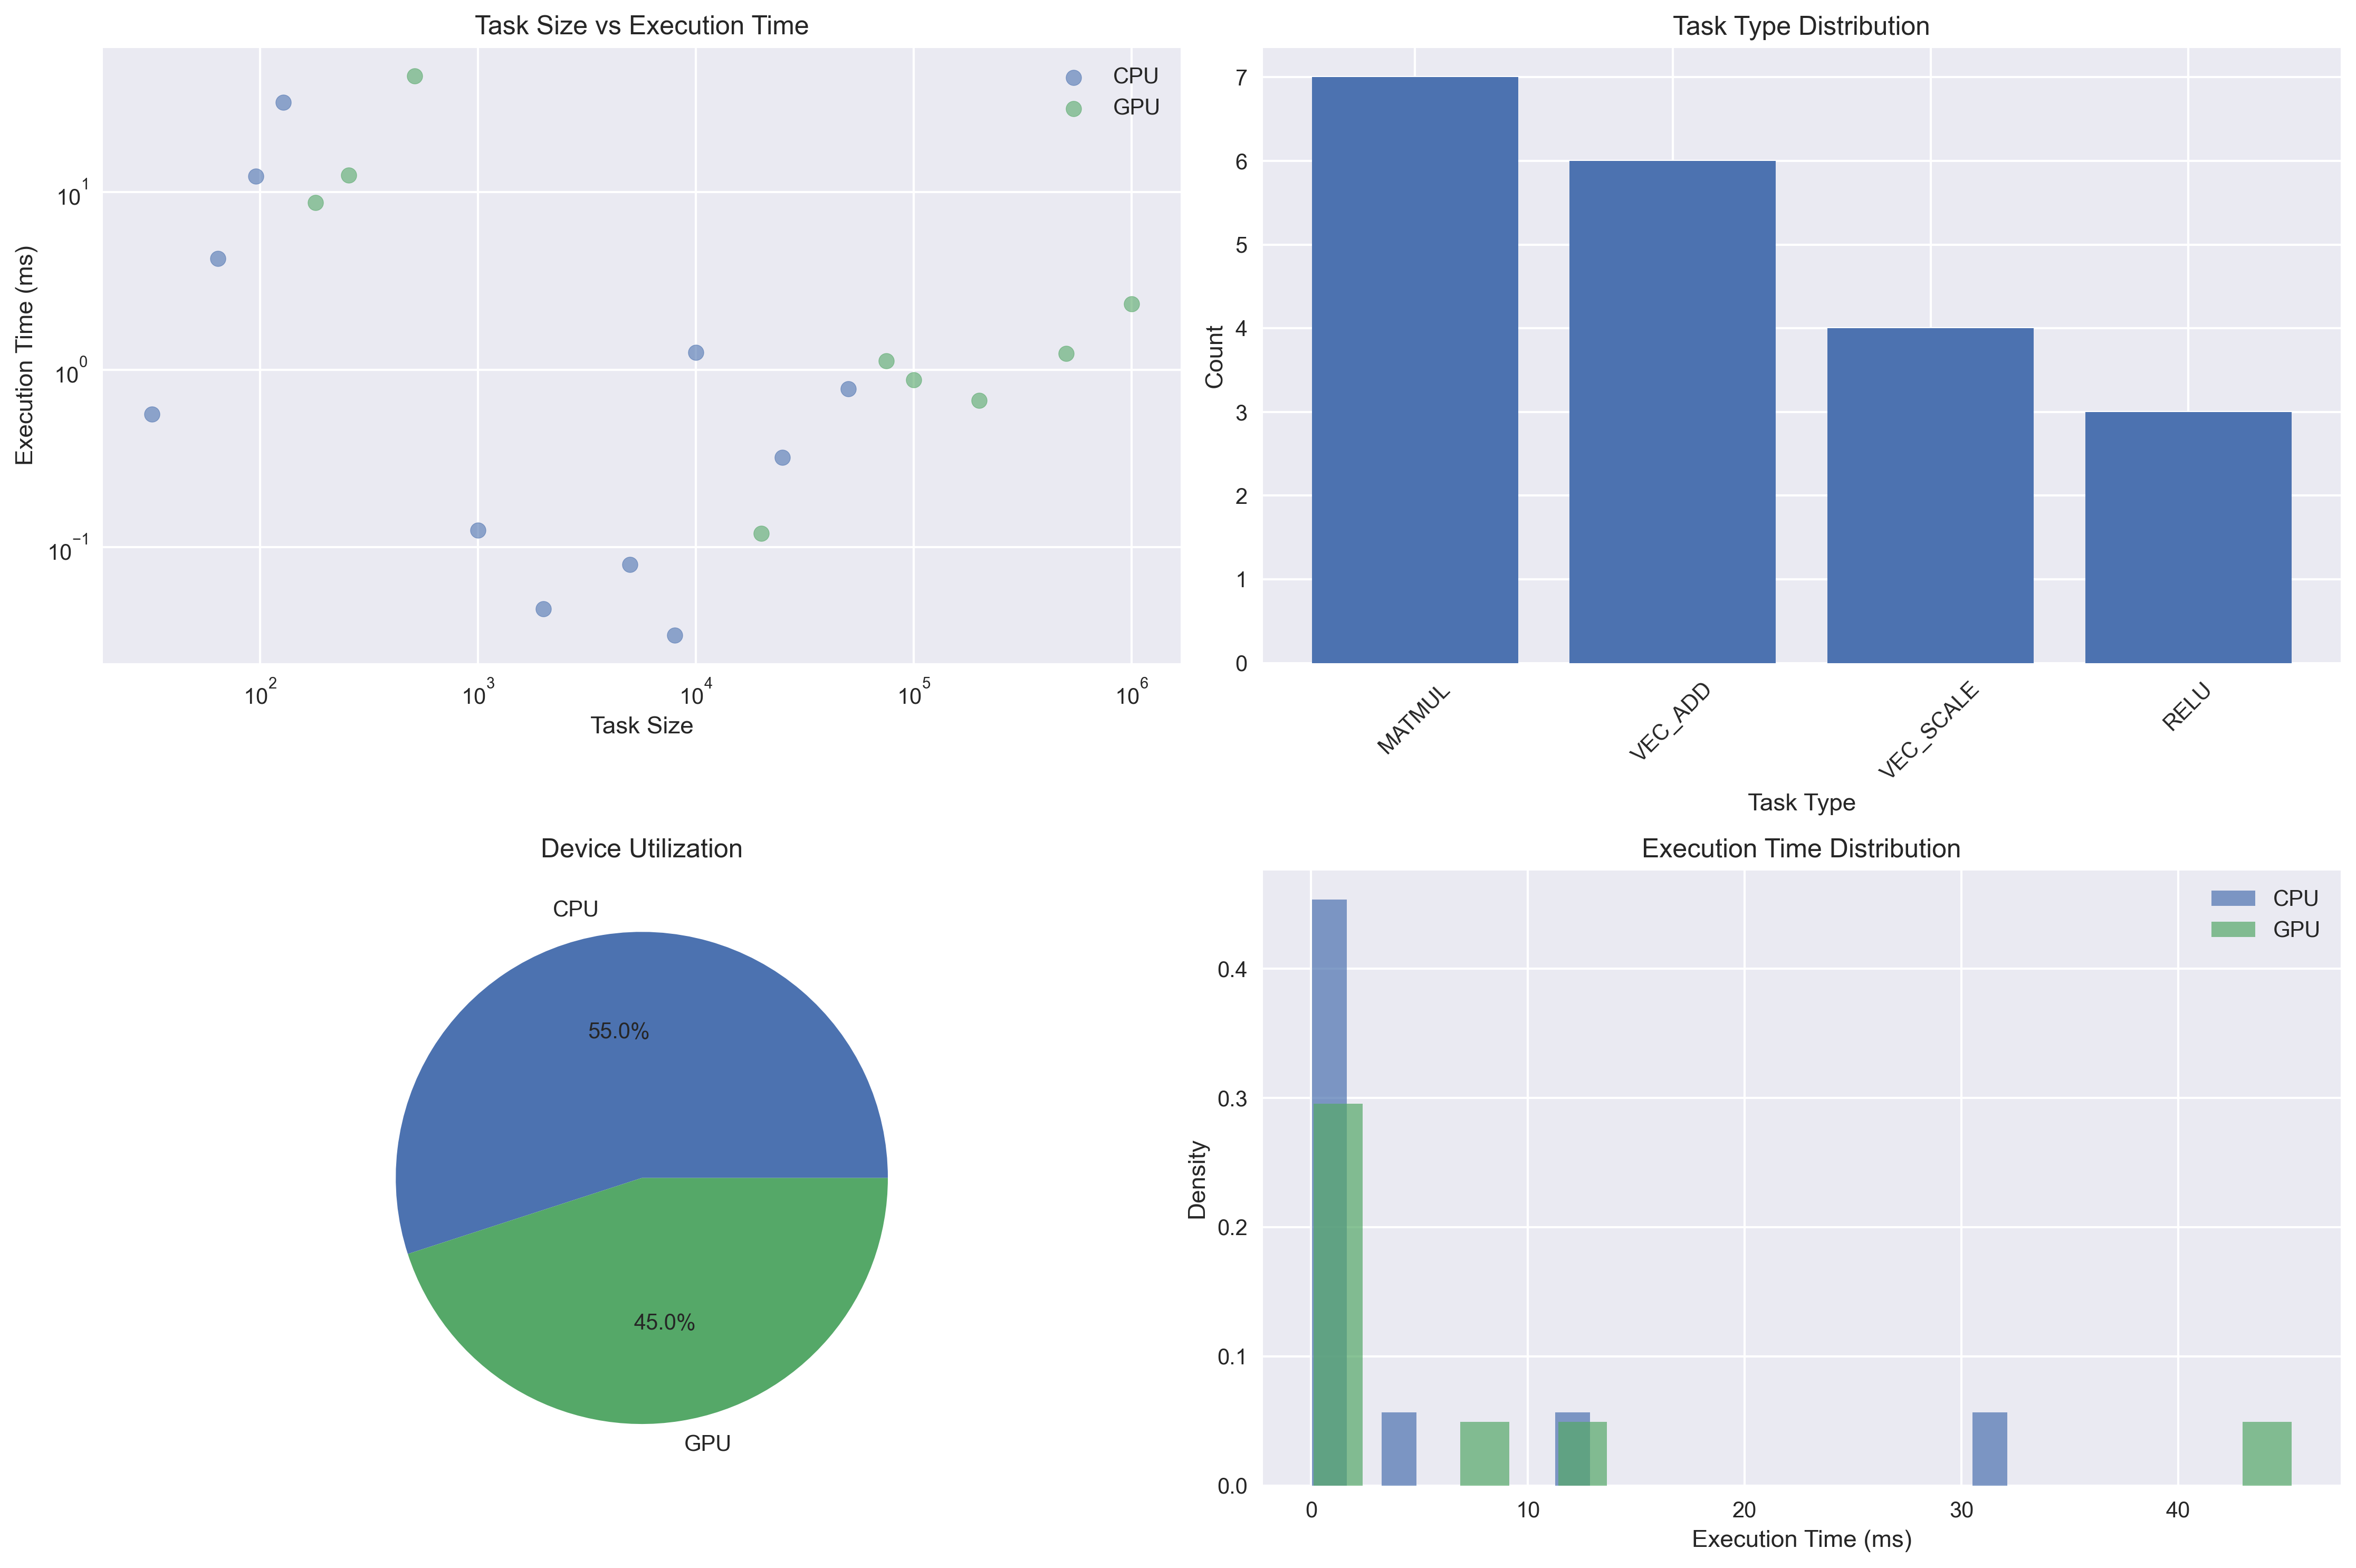 Task Size vs Execution Time
CPU
GPU
10^1
10^0
10^−1
Execution Time (ms)
10^2 10^3 10^4 10^5 10^6
Task Size
Task Type Distribution
7
6
5
4
3
2
1
0
Count
MATMUL VEC_ADD VEC_SCALE RELU
Task Type
Device Utilization
CPU
55.0%
45.0%
GPU
Execution Time Distribution
CPU
GPU
0.4
0.3
0.2
0.1
0.0
Density
0 10 20 30 40
Execution Time (ms)